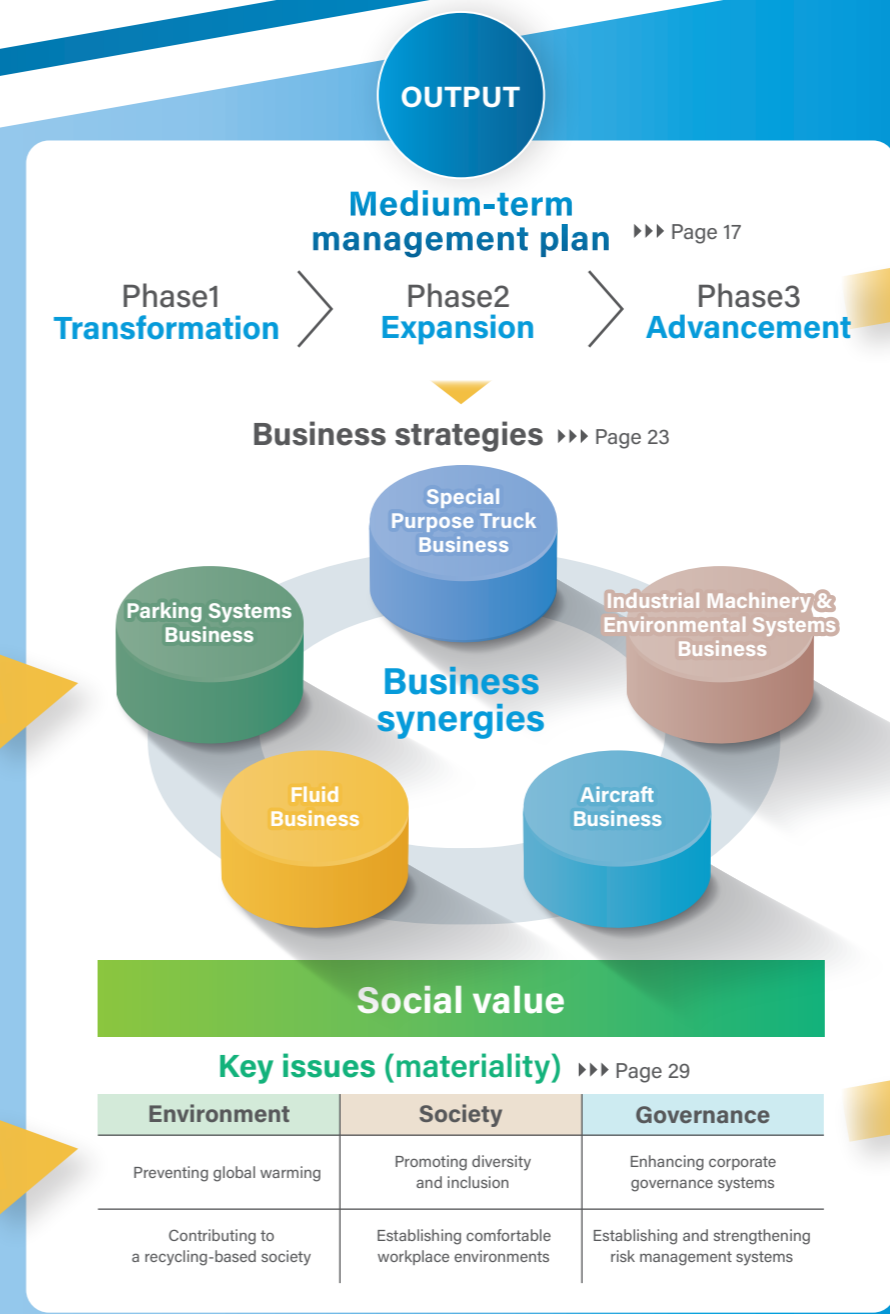 OUTPUT
Medium-term
management plan
Page 17
Phase1
Transformation
Phase2
Expansion
Phase3
Advancement
Business strategies
Page 23
Special
Purpose Truck
Business
Parking Systems
Business
Industrial Machinery &
Environmental Systems
Business
Business
synergies
Fluid
Business
Aircraft
Business
Social value
Key issues (materiality)
Page 29
Environment
Society
Governance
Preventing global warming
Promoting diversity
and inclusion
Enhancing corporate
governance systems
Contributing to
a recycling-based society
Establishing comfortable
workplace environments
Establishing and strengthening
risk management systems